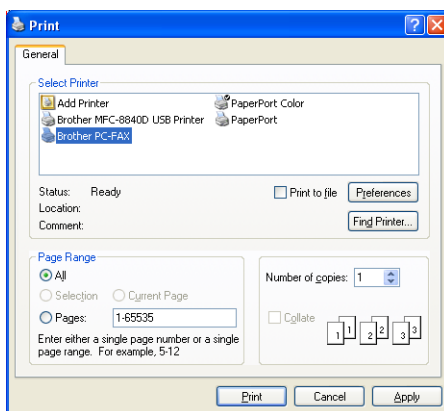 Print
General
Select Printer
Add Printer
PaperPort Color
Brother MFC-8840D USB Printer
PaperPort
Brother PC-FAX
Status: Ready
Print to file
Preferences
Location:
Comment:
Find Printer...
Page Range
All
Selection
Current Page
Pages:
1-65535
Enter either a single page number or a single
page range. For example, 5-12
Number of copies:
1
Collate
1 1 2 2 3 3
Print
Cancel
Apply